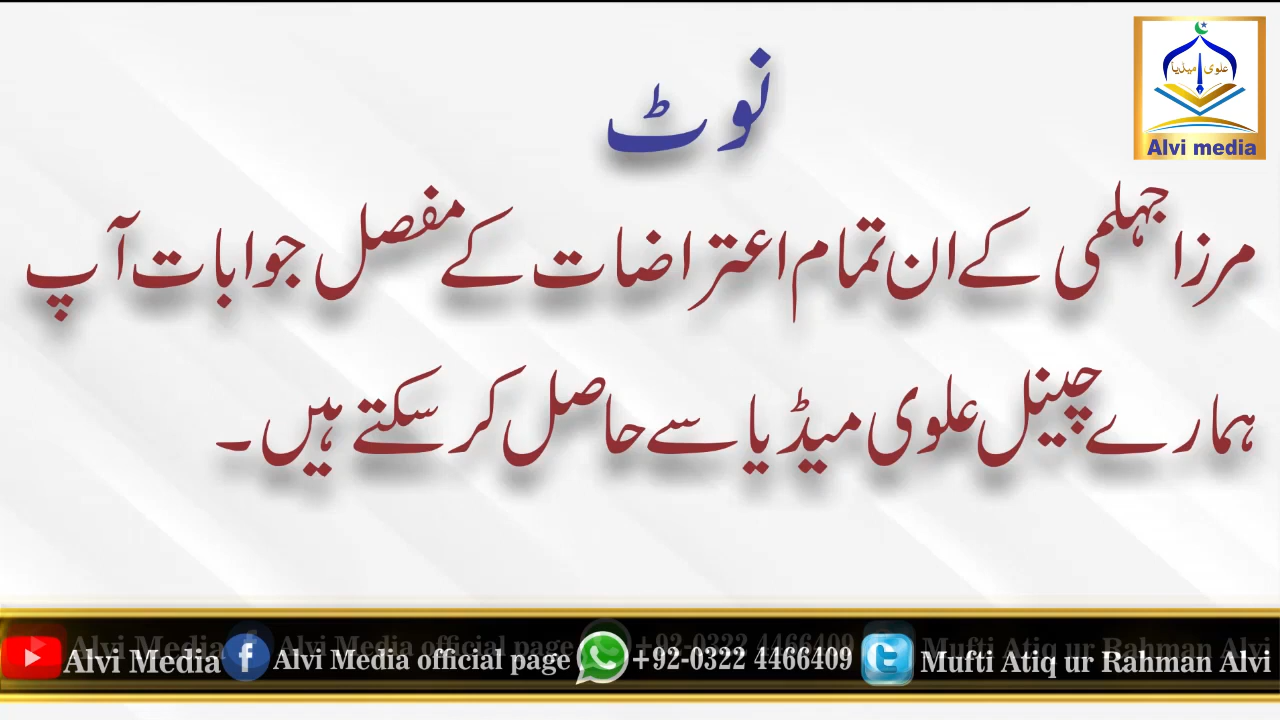 نوٹ
علوی میڈیا
Alvi media
مرزا جہلمی کے ان تمام اعتراضات کے مفصل جوابات آپ
ہمارے چینل علوی میڈیا سے حاصل کر سکتے ہیں۔
Alvi Media
Alvi Media official page
+92-0322 4466409
Mufti Atiq ur Rahman Alvi